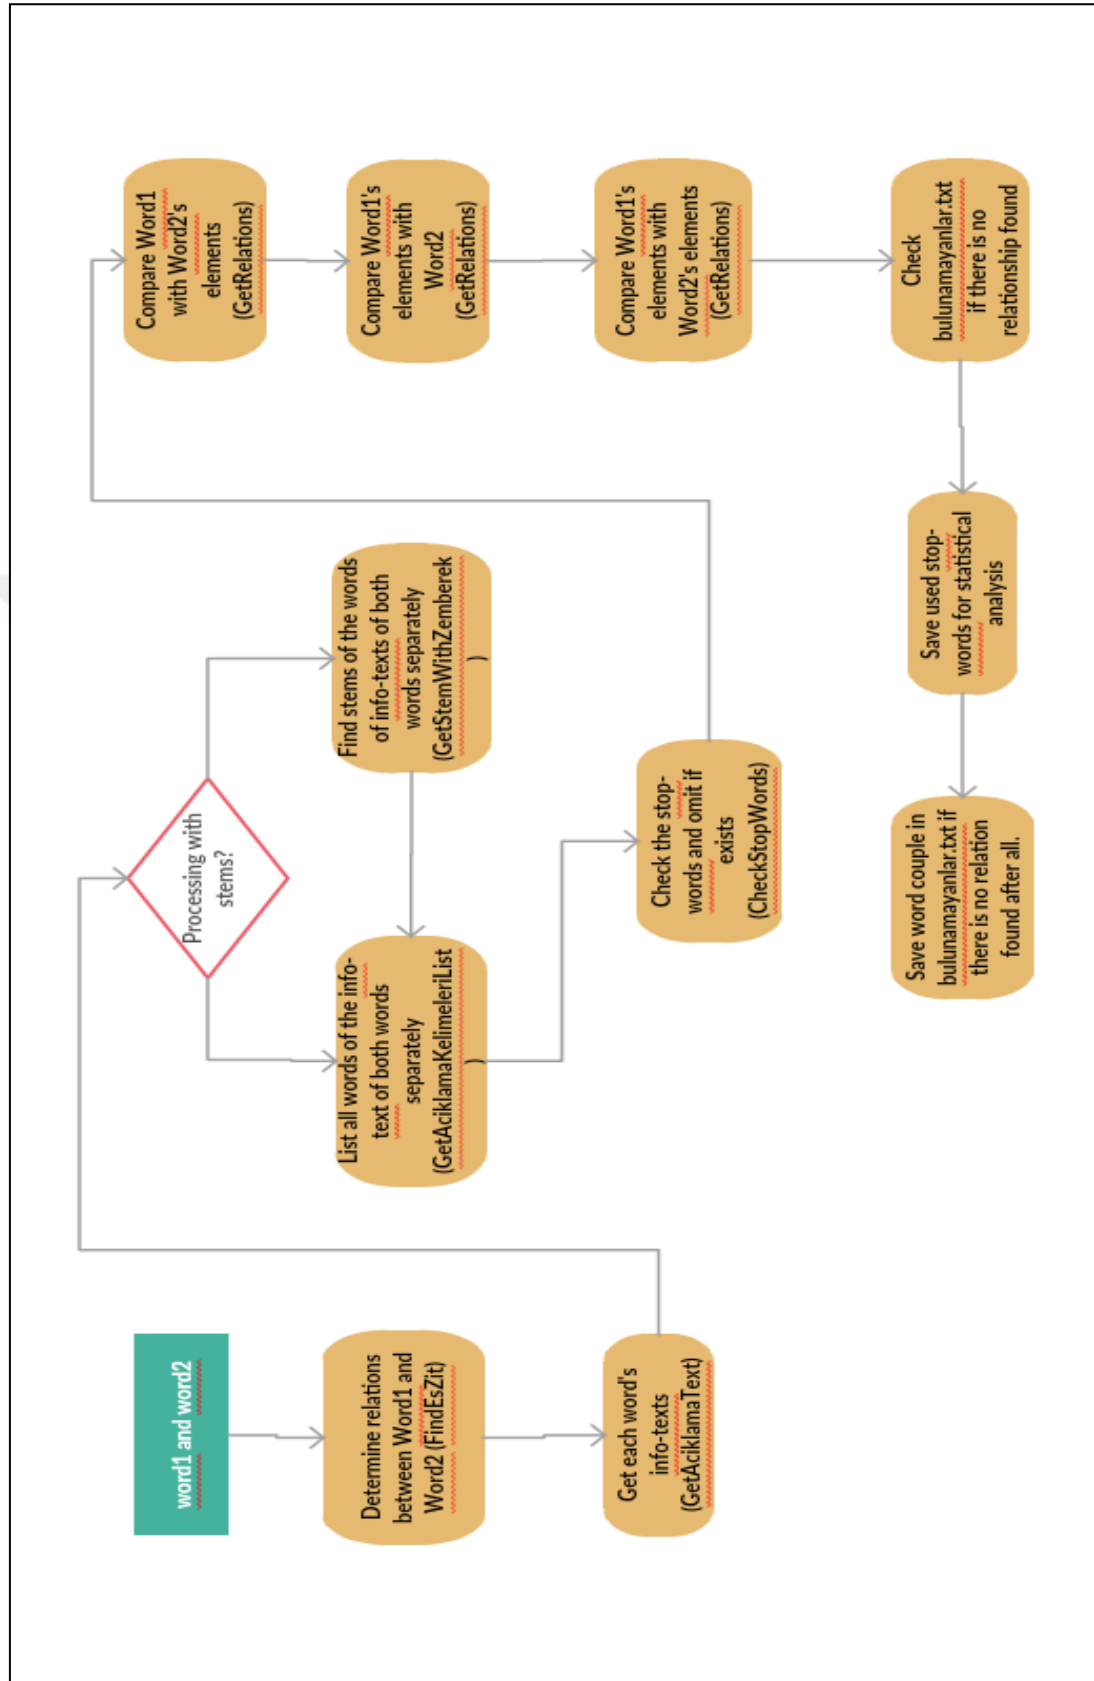 word1 and word2
Determine relations
between Word1 and
Word2 (FindEsZit)
Get each word's
info-texts
(GetAciklamaText)
Processing with
stems?
List all words of the info-
text of both words
separately
(GetAciklamaKelimeleriList
)
Find stems of the words
of info-texts of both
words separately
(GetStemWithZemberek
)
Check the stop-
words and omit if
exists
(CheckStopWords)
Compare Word1
with Word2's
elements
(GetRelations)
Compare Word1's
elements with
Word2
(GetRelations)
Compare Word1's
elements with
Word2's elements
(GetRelations)
Check
bulunamayanlar.txt
if there is no
relationship found
Save used stop-
words for statistical
analysis
Save word couple in
bulunamayanlar.txt if
there is no relation
found after all.